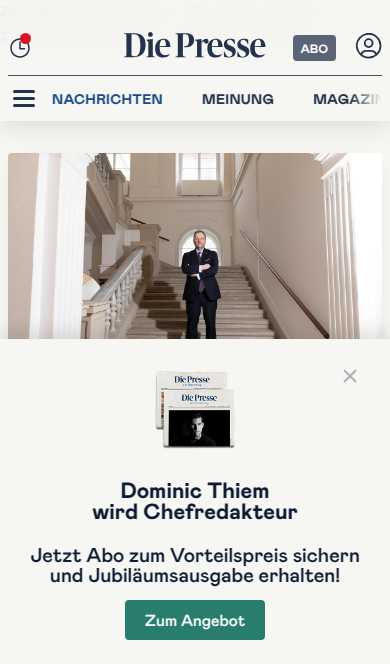 Die Presse
ABO
NACHRICHTEN MEINUNG MAGAZIN
Die Presse
Die Presse
Dominic Thiem
wird Chefredakteur
Jetzt Abo zum Vorteilspreis sichern
und Jubiläumsausgabe erhalten!
Zum Angebot